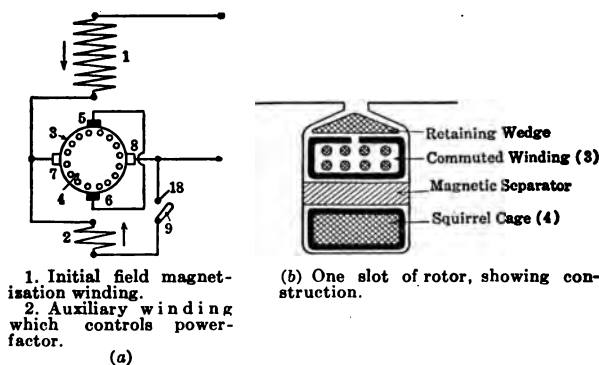 1
5
3
8
7
4
6
18
2
9
1. Initial field magnet-
ization winding.
2. Auxiliary winding
which controls power-
factor.
(a)
Retaining Wedge
Commuted Winding (3)
Magnetic Separator
Squirrel Cage (4)
(b) One slot of rotor, showing con-
struction.